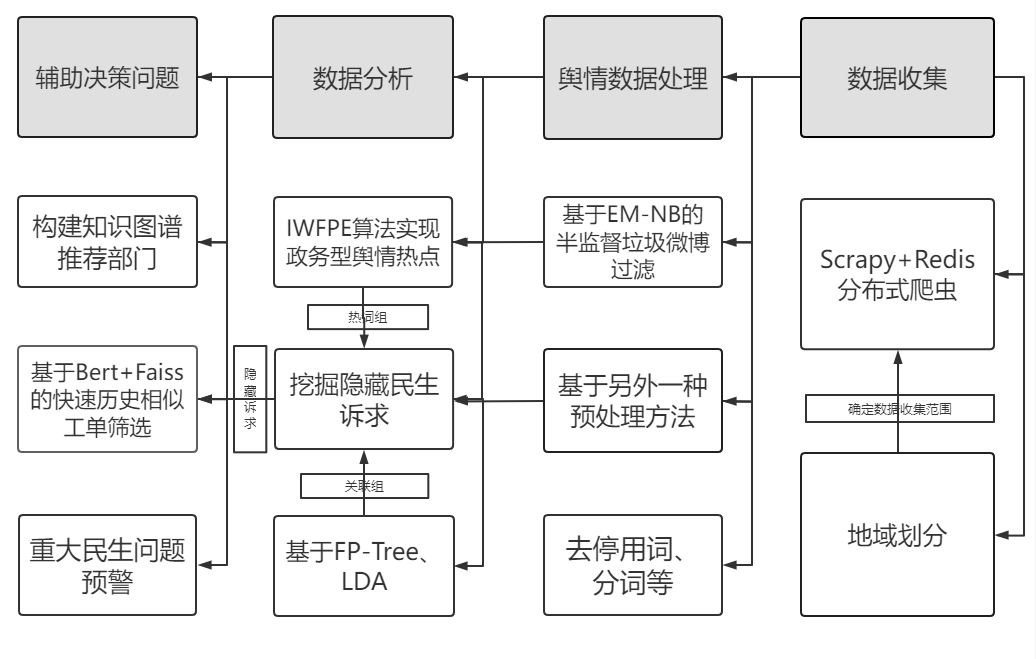 辅助决策问题
数据分析
舆情数据处理
数据收集
构建知识图谱
推荐部门
IWFPE算法实现
政务型舆情热点
基于EM-NB的
半监督垃圾微博
过滤
Scrapy+Redis
分布式爬虫
热词组
基于Bert+Faiss
的快速历史相似
工单筛选
隐
藏
诉
求
挖掘隐藏民生
诉求
基于另外一种
预处理方法
确定数据收集范围
关联组
重大民生问题
预警
基于FP-Tree、
LDA
去停用词、
分词等
地域划分